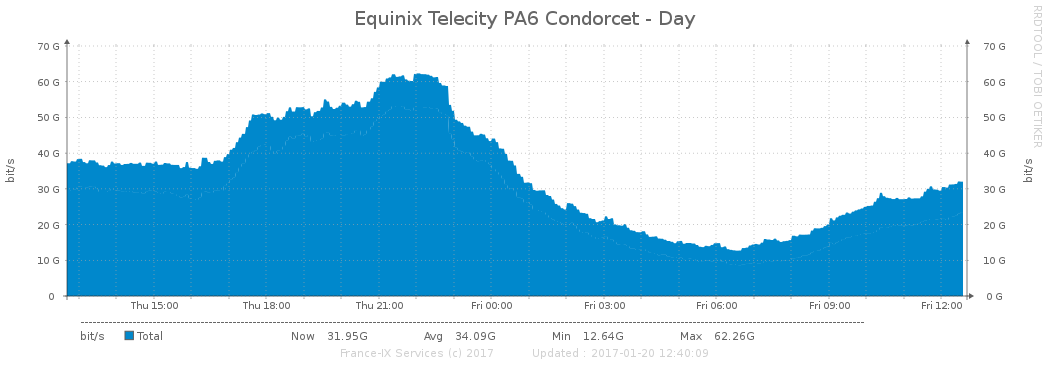 Equinix Telecity PA6 Condorcet - Day
RRDTOOL / TOBI OETIKER
bit/s
bit/s
70 G 70 G
60 G 60 G
50 G 50 G
40 G 40 G
30 G 30 G
20 G 20 G
10 G 10 G
0 0 G
Thu 15:00 Thu 18:00 Thu 21:00 Fri 00:00 Fri 03:00 Fri 06:00 Fri 09:00 Fri 12:00
bit/s Total Now 31.95G Avg 34.09G Min 12.64G Max 62.26G
France-IX Services (c) 2017 Updated : 2017-01-20 12:40:09